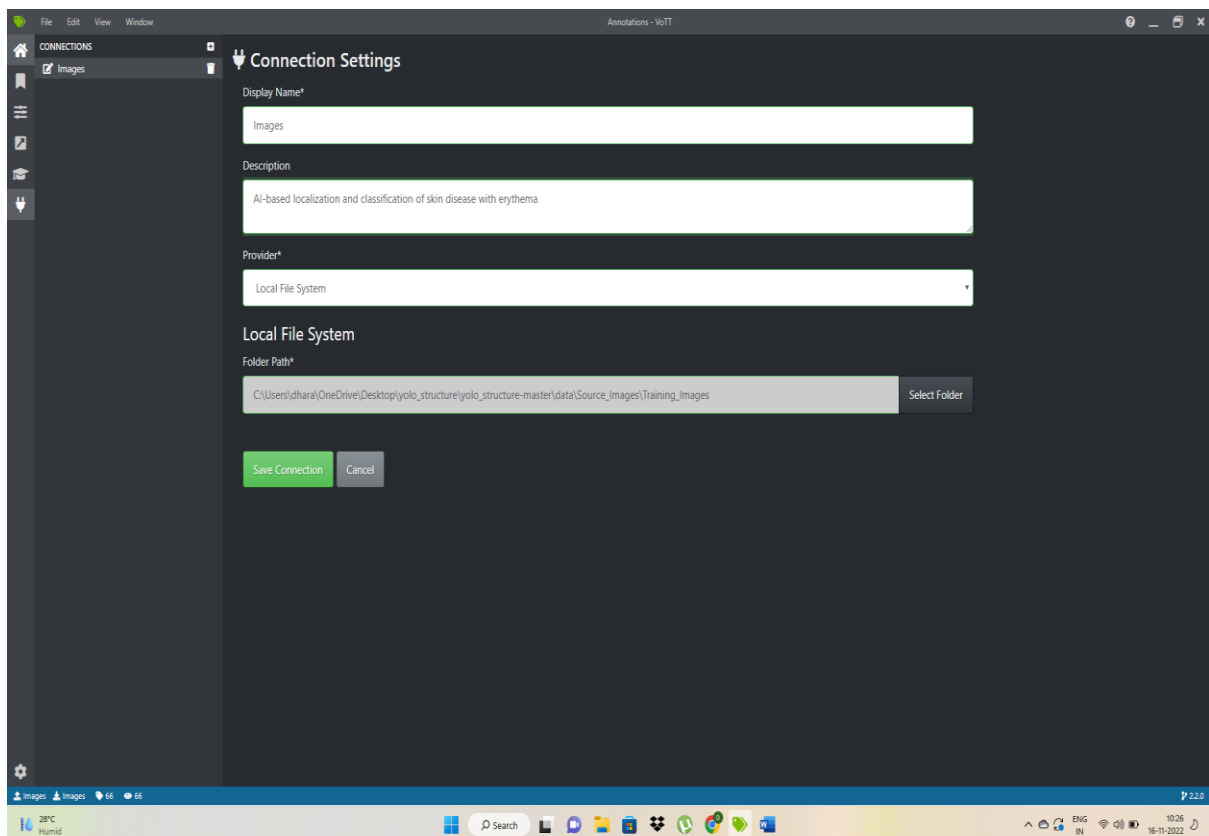 File Edit View Window
Annotations - VoTT
CONNECTIONS
Images
Connection Settings
Display Name*
Images
Description
AI-based localization and classification of skin disease with erythema
Provider*
Local File System
Local File System
Folder Path*
C:\Users\dhara\OneDrive\Desktop\yolo_structure\yolo_structure-master\data\Source_Images\Training_Images
Select Folder
Save Connection Cancel
Images Images 66 66
2.2.0
28°C
Humid
Search
ENG
IN
10:26
16-11-2022